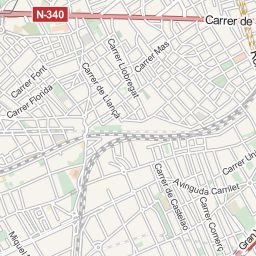 N-340
Carrer de
Carrer Font
Carrer Florida
Carrer de Llançà
Carrer Llobregat
Carrer Mas
Carrer Un
Avinguda Carrilet
Carrer de Castelao
Carrer Comerç
Gran
Miquel